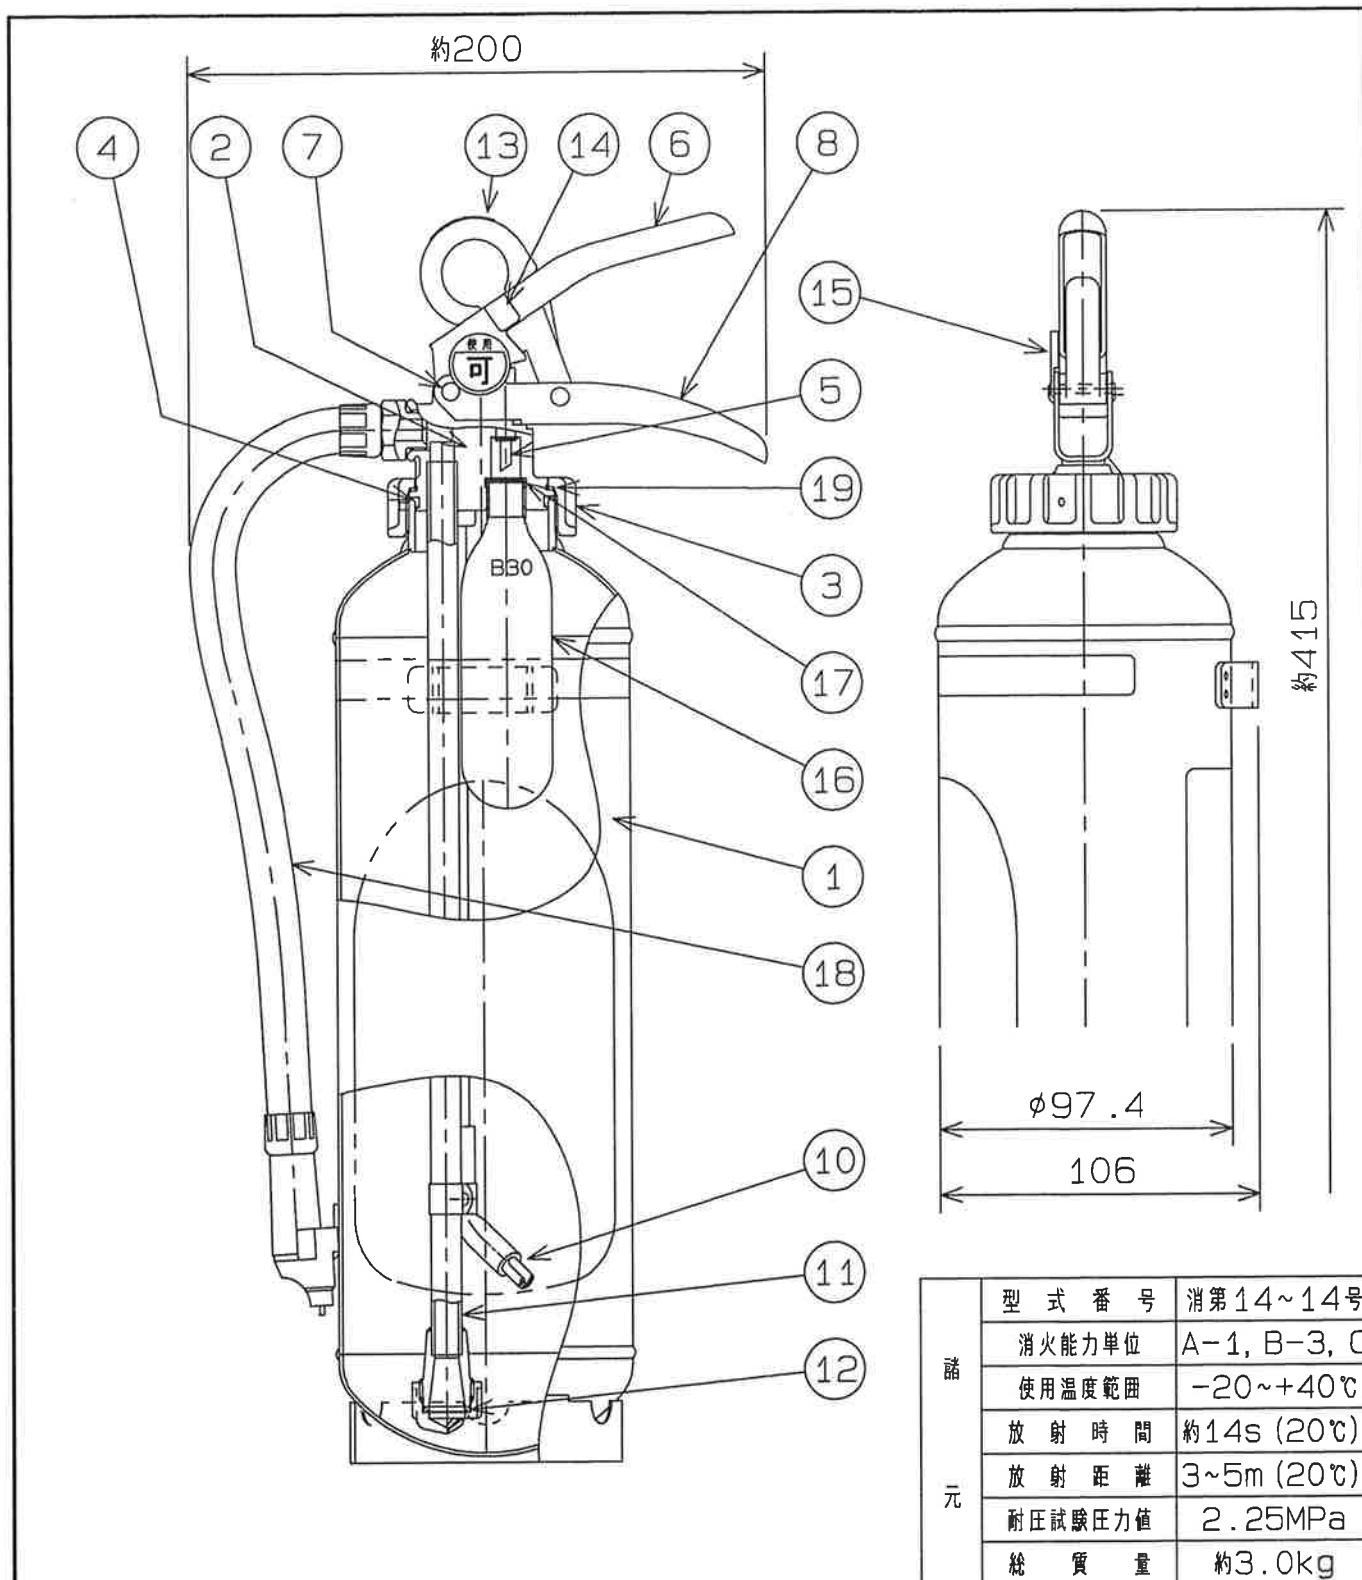 約200
4
2
7
13
14
6
8
15
使用
可
5
19
B30
3
約415
17
16
1
18
φ97.4
106
10
11
12
諸元
型式番号 消第14~14号
消火能力単位 A-1, B-3, C
使用温度範囲 -20~+40℃
放射時間 約14s (20℃)
放射距離 3~5m (20℃)
耐圧試験圧力値 2.25MPa
総質量 約3.0kg